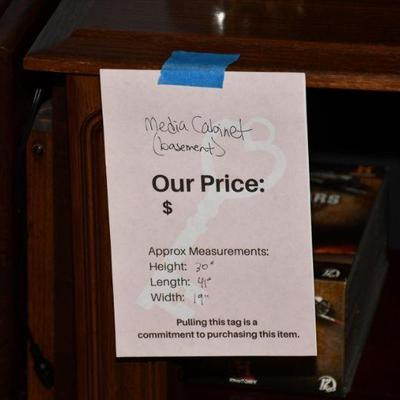 Media Cabinet
(basement)
Our Price:
$
Approx Measurements:
Height: 30"
Length: 41"
Width: 19"
Pulling this tag is a
commitment to purchasing this item.